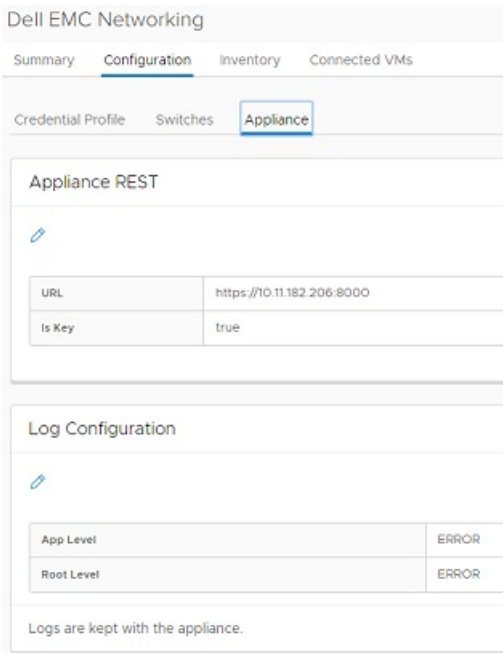 Dell EMC Networking
Summary Configuration Inventory Connected VMs
Credential Profile Switches Appliance
Appliance REST
URL https://10.11.182.206:8000
Is Key true
Log Configuration
App Level ERROR
Root Level ERROR
Logs are kept with the appliance.